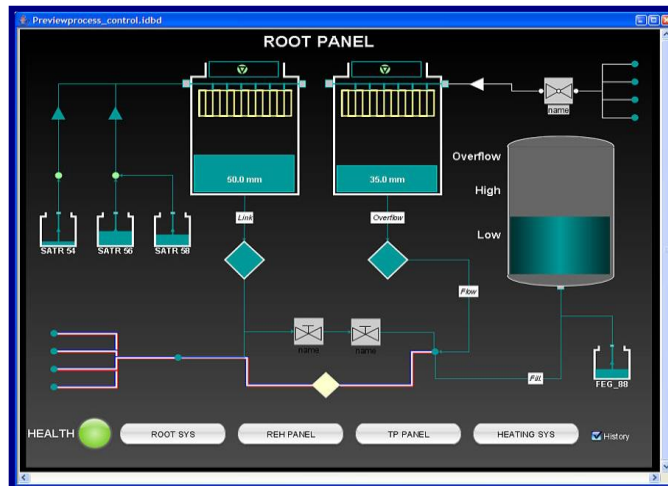 Previewprocess_control.idbd
ROOT PANEL
name
Overflow
High
Low
50.0 mm
35.0 mm
Link
Overflow
SATR 54
SATR 56
SATR 58
Flow
name
name
Fill
FEG_88
HEALTH
ROOT SYS
REH PANEL
TP PANEL
HEATING SYS
History